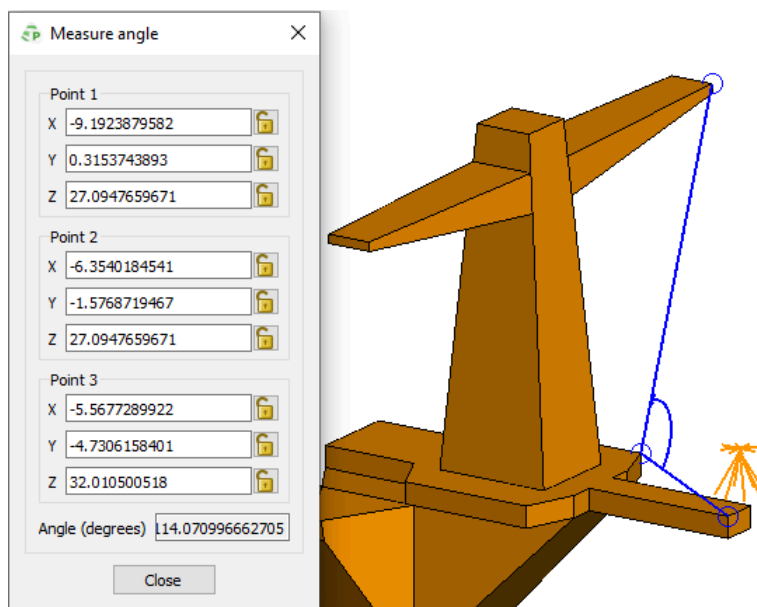 Measure angle
Point 1
X -9.1923879582
Y 0.3153743893
Z 27.0947659671
Point 2
X -6.3540184541
Y -1.5768719467
Z 27.0947659671
Point 3
X -5.5677289922
Y -4.7306158401
Z 32.010500518
Angle (degrees) 114.070996662705
Close